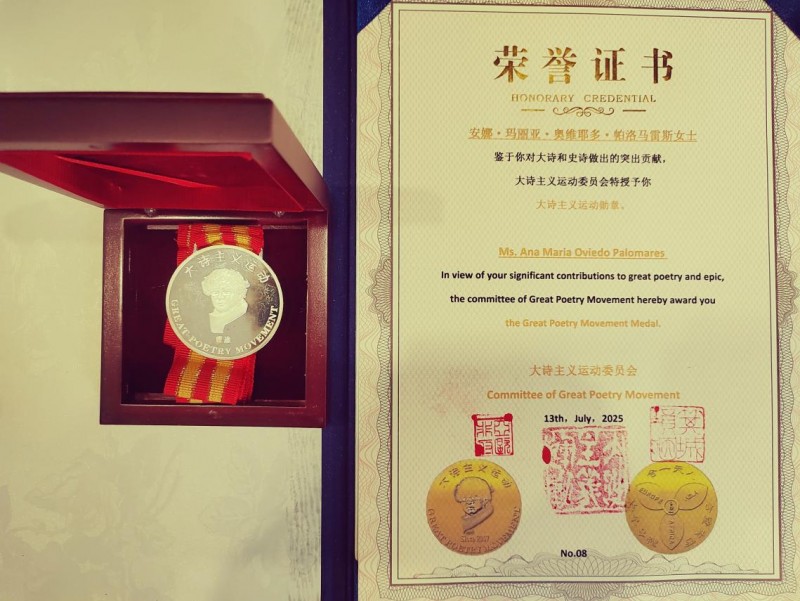 大诗主义运动
GREAT POETRY MOVEMENT
荣誉证书
HONORARY CREDENTIAL
安娜·玛丽亚·奥维耶多·帕洛马雷斯女士
鉴于你对大诗和史诗做出的突出贡献，
大诗主义运动委员会特授予你
大诗主义运动勋章。
Ms. Ana Maria Oviedo Palomares
In view of your significant contributions to great poetry and epic,
the committee of Great Poetry Movement hereby award you
the Great Poetry Movement Medal.
大诗主义运动委员会
Committee of Great Poetry Movement
13th，July，2025
大诗主义运动
GREAT POETRY MOVEMENT
No.08